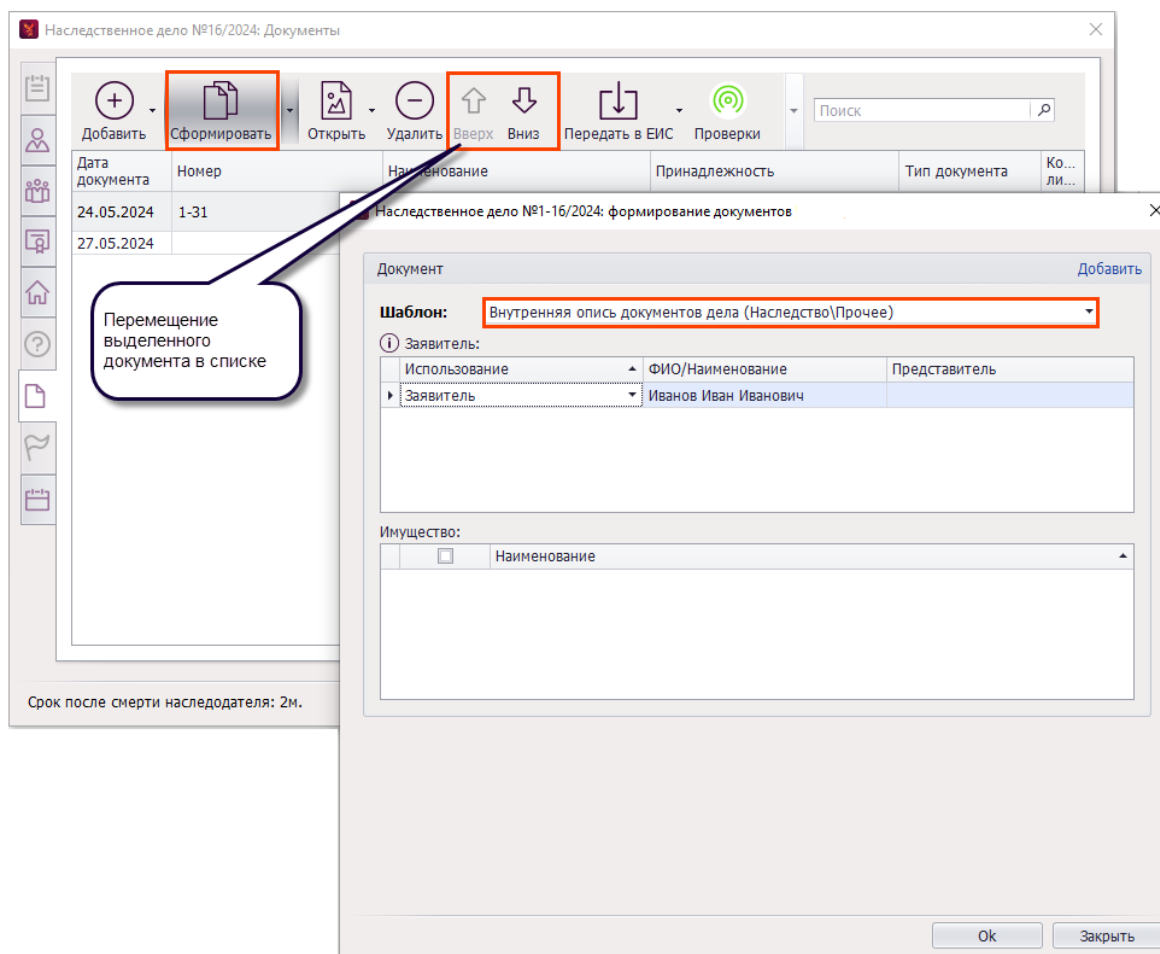 Наследственное дело №16/2024: Документы
Добавить Сформировать Открыть Удалить Вверх Вниз Передать в ЕИС Проверки Поиск
Дата документа Номер Наименование Принадлежность Тип документа Ко... ли...
24.05.2024 1-31
27.05.2024
Перемещение
выделенного
документа в списке
Срок после смерти наследодателя: 2м.
Наследственное дело №1-16/2024: формирование документов
Документ Добавить
Шаблон: Внутренняя опись документов дела (Наследство\Прочее)
Заявитель:
Использование ФИО/Наименование Представитель
Заявитель Иванов Иван Иванович
Имущество:
Наименование
Ok Закрыть